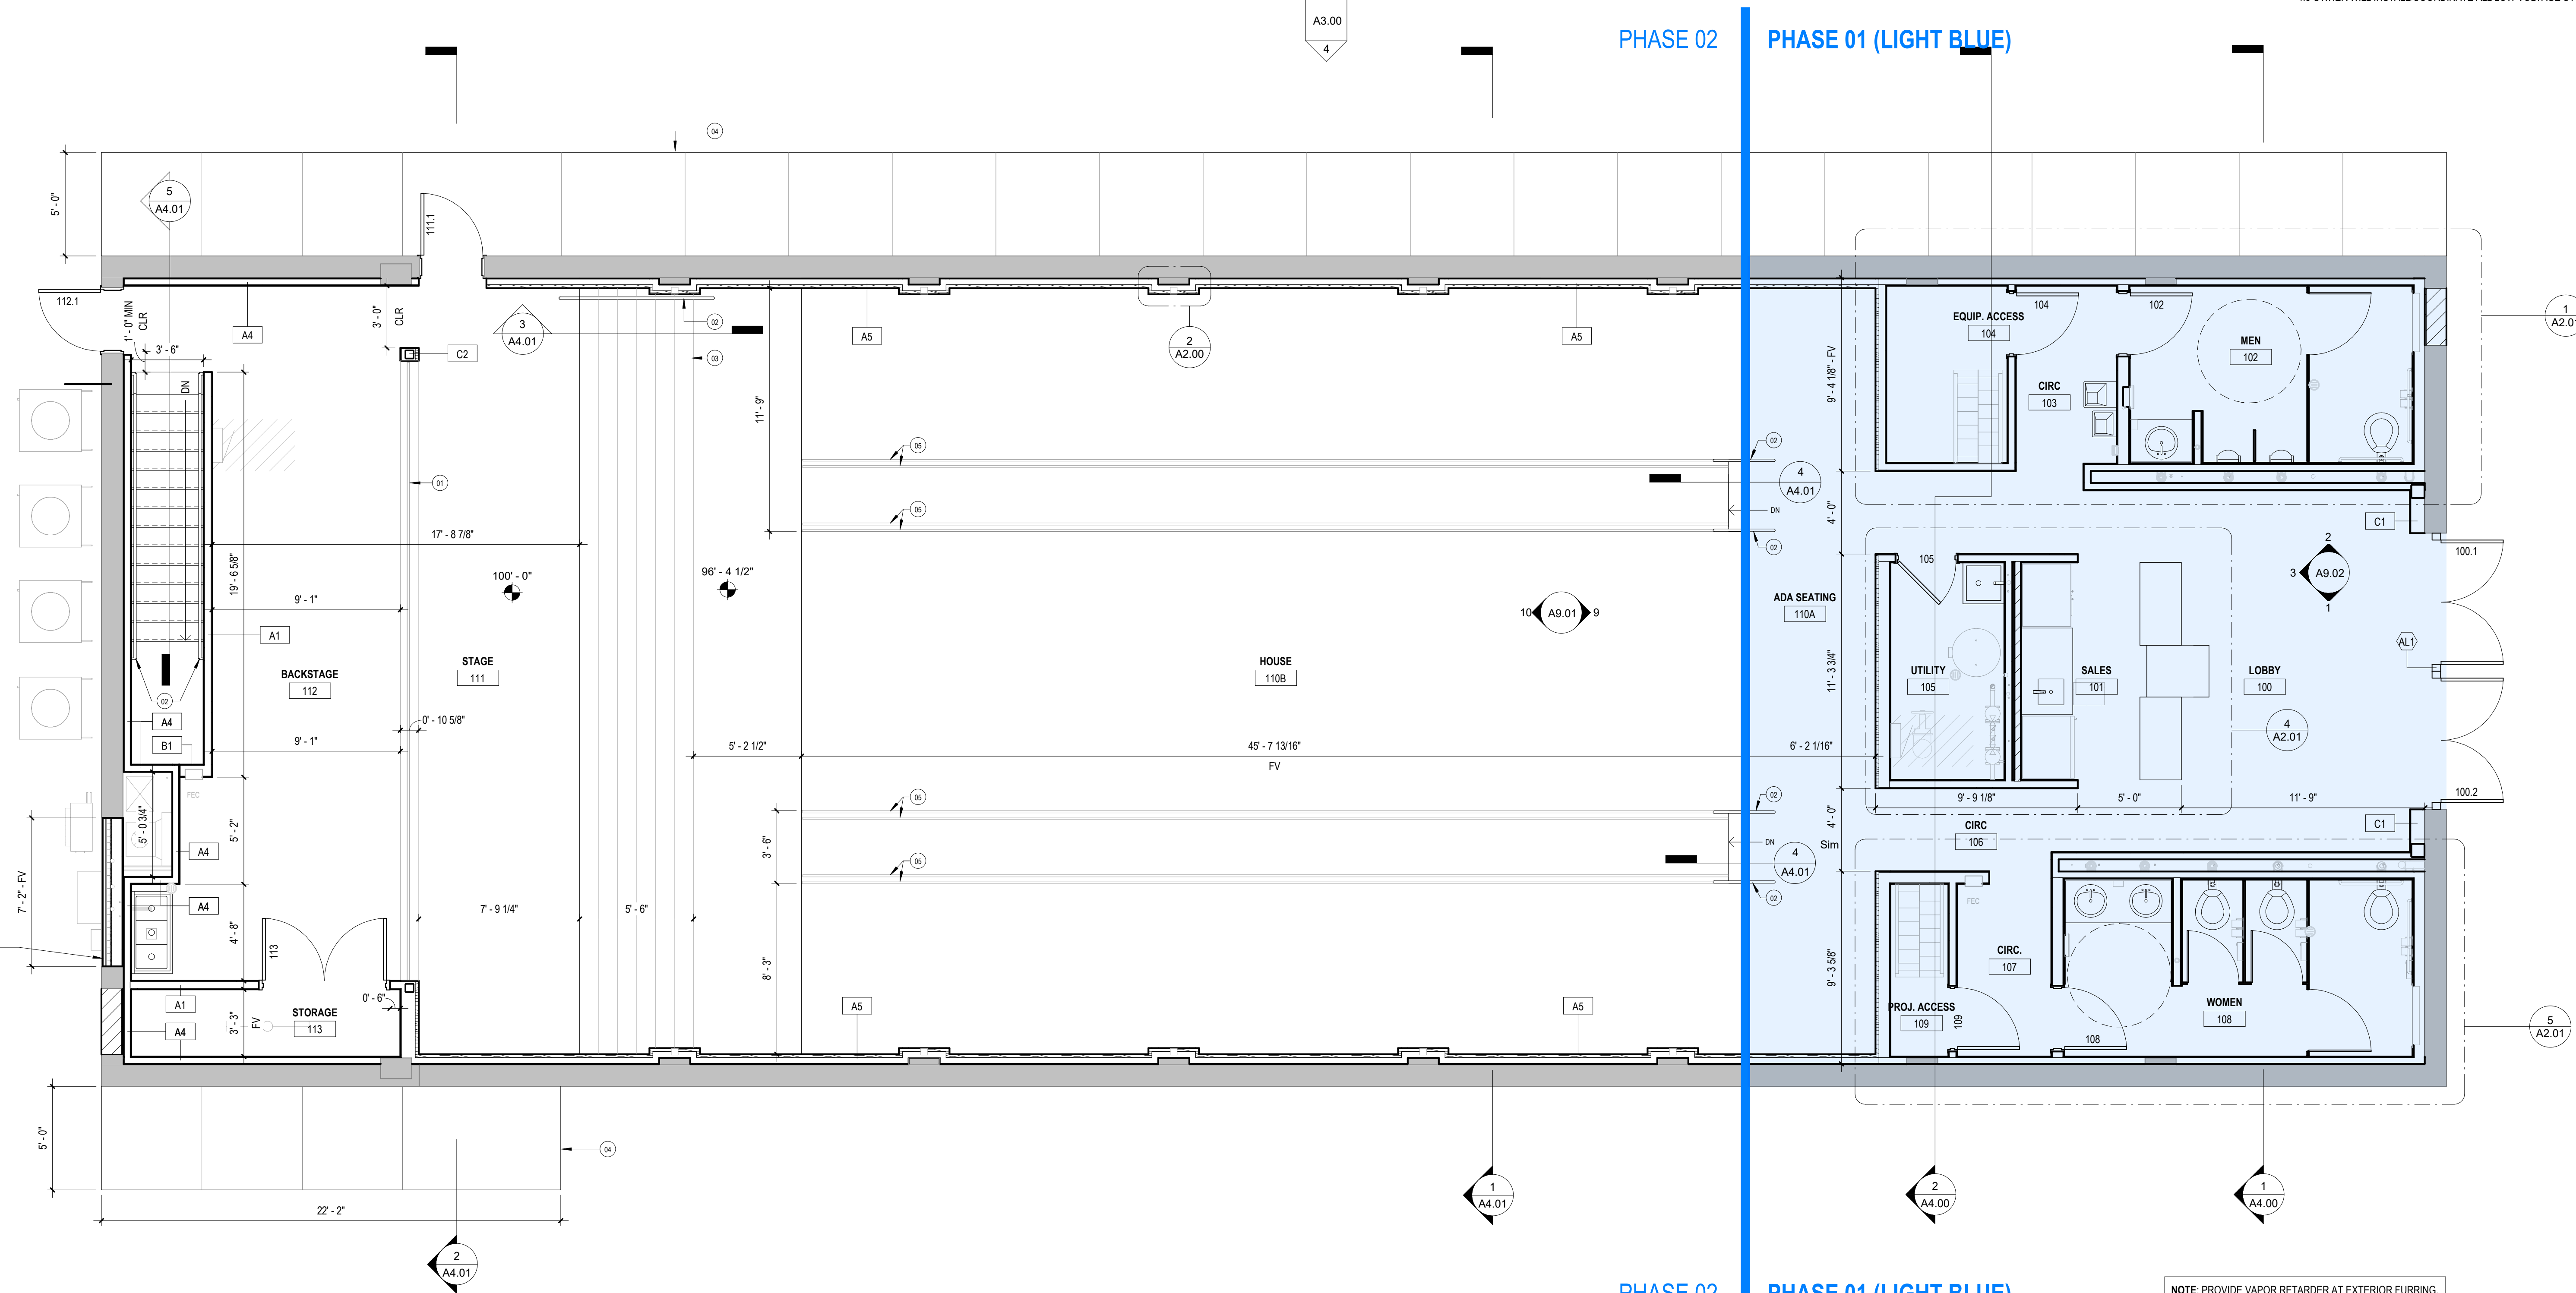 A3.00
4
PHASE 02
PHASE 01 (LIGHT BLUE)
04
5' - 0"
5
A4.01
111.1
112.1
1' - 0" MIN
CLR
3' - 6"
A4
3' - 0"
CLR
C2
3
A4.01
02
03
A5
2
A2.00
A5
EQUIP. ACCESS
104
104
102
MEN
102
1
9' - 4 1/8" - FV
CIRC
103
DN
11' - 9"
05
02
01
4
A4.01
05
DN
4' - 0"
C1
02
17' - 8 7/8"
19' - 6 5/8"
100' - 0"
96' - 4 1/2"
9' - 1"
10
A9.01
9
ADA SEATING
110A
105
2
3
A9.02
1
100.1
A1
AL1
BACKSTAGE
112
STAGE
111
HOUSE
110B
11' - 3 3/4"
UTILITY
105
SALES
101
LOBBY
100
02
A4
B1
0' - 10 5/8"
9' - 1"
5' - 2 1/2"
45' - 7 13/16"
FV
6' - 2 1/16"
4
A2.01
FEC
05
02
9' - 9 1/8"
5' - 0"
11' - 9"
100.2
5' - 0 3/4"
5' - 2"
4' - 0"
CIRC
106
C1
7' - 2" - FV
A4
3' - 6"
05
DN
4
A4.01
Sim
02
A4
4' - 8"
113
7' - 9 1/4"
5' - 6"
FEC
8' - 3"
9' - 3 5/8"
CIRC.
107
0' - 6"
A1
A4
3' - 3"
FV
STORAGE
113
A5
A5
PROJ. ACCESS
109
109
108
WOMEN
108
5
A2.01
5' - 0"
04
22' - 2"
1
A4.01
2
A4.00
1
A4.00
2
A4.01
PHASE 02
PHASE 01 (LIGHT BLUE)
NOTE: PROVIDE VAPOR RETARDER AT EXTERIOR FURRING